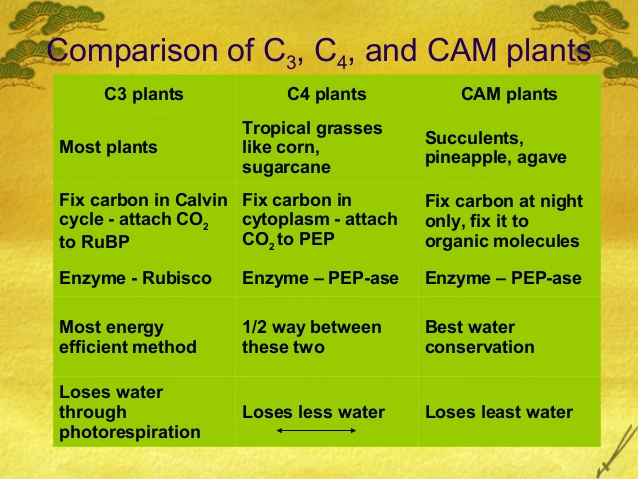 Comparison of C3, C4, and CAM plants
C3 plants
C4 plants
CAM plants
Most plants
Tropical grasses
like corn,
sugarcane
Succulents,
pineapple, agave
Fix carbon in Calvin
cycle - attach CO2
to RuBP
Fix carbon in
cytoplasm - attach
CO2 to PEP
Fix carbon at night
only, fix it to
organic molecules
Enzyme - Rubisco
Enzyme – PEP-ase
Enzyme – PEP-ase
Most energy
efficient method
1/2 way between
these two
Best water
conservation
Loses water
through
photorespiration
Loses less water
Loses least water